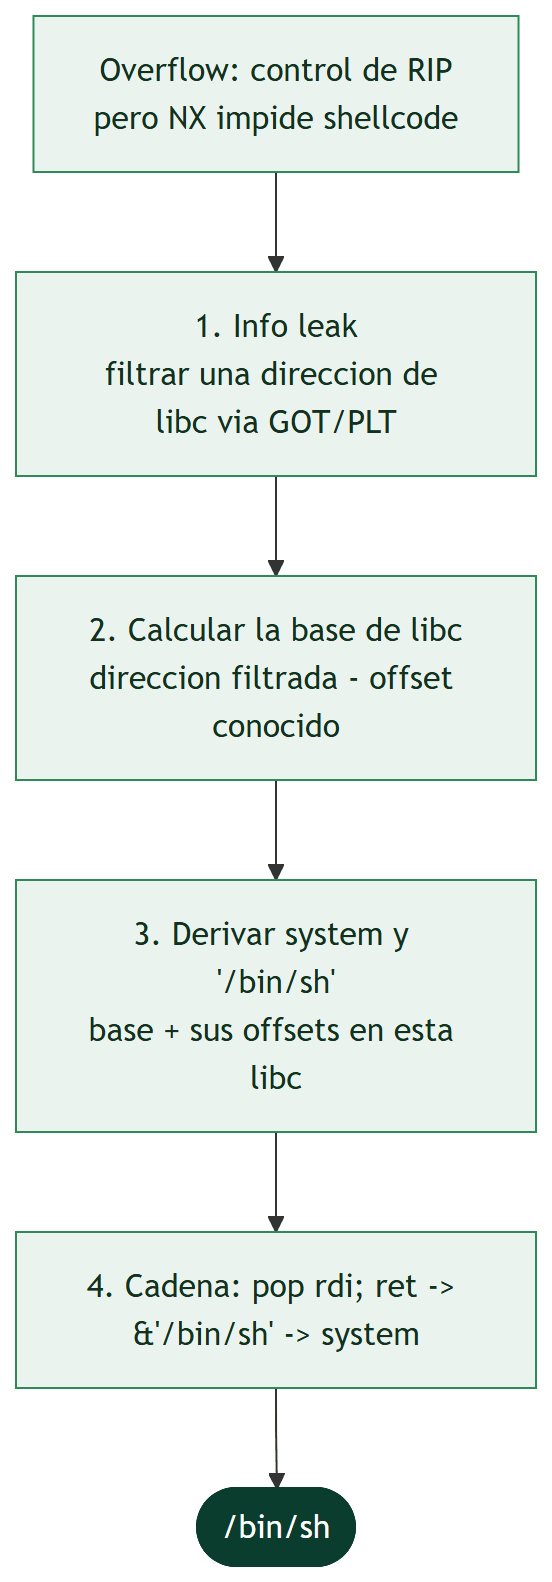 Overflow: control de RIP
pero NX impide shellcode
1. Info leak
filtrar una direccion de
libc via GOT/PLT
2. Calcular la base de libc
direccion filtrada - offset
conocido
3. Derivar system y
'/bin/sh'
base + sus offsets en esta
libc
4. Cadena: pop rdi; ret ->
&'/bin/sh' -> system
/bin/sh